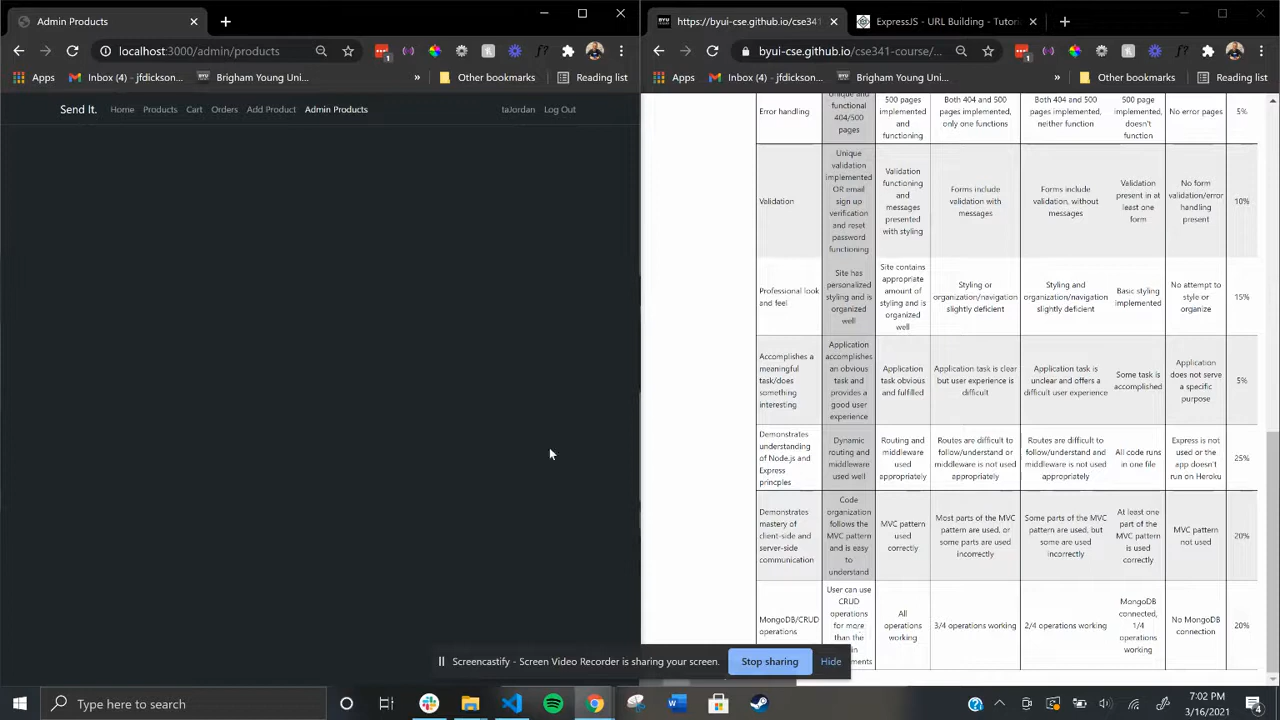 Admin Products
localhost:3000/admin/products
Apps
Inbox (4) - jfdickson...
Brigham Young Uni...
»
Other bookmarks
Reading list
Send It.
Home
Products
Cart
Orders
Add Product
Admin Products
taJordan
Log Out
https://byui-cse.github.io/cse341
ExpressJS - URL Building - Tutori
byui-cse.github.io/cse341-course/...
Apps
Inbox (4) - jfdickson...
Brigham Young Uni...
»
Other bookmarks
Reading list
Error handling
Unique and
functional
404/500
pages
500 pages
implemented
and
functioning
Both 404 and 500
pages implemented,
only one functions
Both 404 and 500
pages implemented,
neither function
500 page
implemented,
doesn't
function
No error pages
5%
Validation
Unique
validation
implemented
OR email
sign up
verification
and reset
password
functioning
Validation
functioning
and
messages
presented
with styling
Forms include
validation with
messages
Forms include
validation, without
messages
Validation
present in at
least one
form
No form
validation/error
handling
present
10%
Professional look
and feel
Site has
personalized
styling and is
organized
well
Site contains
appropriate
amount of
styling and is
organized
well
Styling or
organization/navigation
slightly deficient
Styling and
organization/navigation
slightly deficient
Basic styling
implemented
No attempt to
style or
organize
15%
Accomplishes a
meaningful
task/does
something
interesting
Application
accomplishes
an obvious
task and
provides a
good user
experience
Application
task obvious
and fulfilled
Application task is clear
but user experience is
difficult
Application task is
unclear and offers a
difficult user experience
Some task is
accomplished
Application
does not serve
a specific
purpose
5%
Demonstrates
understanding
of Node.js and
Express
princples
Dynamic
routing and
middleware
used well
Routing and
middleware
used
appropriately
Routes are difficult to
follow/understand or
middleware is not used
appropriately
Routes are difficult to
follow/understand and
middleware is not used
appropriately
All code runs
in one file
Express is not
used or the
app doesn't
run on Heroku
25%
Demonstrates
mastery of
client-side and
server-side
communication
Code
organization
follows the
MVC pattern
and is easy
to
understand
MVC pattern
used
correctly
Most parts of the MVC
pattern are used, or
some parts are used
incorrectly
Some parts of the MVC
pattern are used, but
some are used
incorrectly
At least one
part of the
MVC pattern
is used
correctly
MVC pattern
not used
20%
MongoDB/CRUD
operations
User can use
CRUD
operations
for more
than the
in
ments
All
operations
working
3/4 operations working
2/4 operations working
MongoDB
connected,
1/4
operations
working
No MongoDB
connection
20%
Screencastify - Screen Video Recorder is sharing your screen.
Stop sharing
Hide
Type here to search
7:02 PM
3/16/2021
4